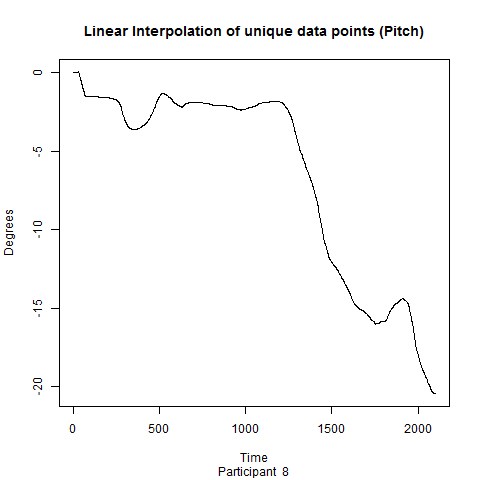 Linear Interpolation of unique data points (Pitch)
0
-5
-10
-15
-20
Degrees
0 500 1000 1500 2000
Time
Participant 8